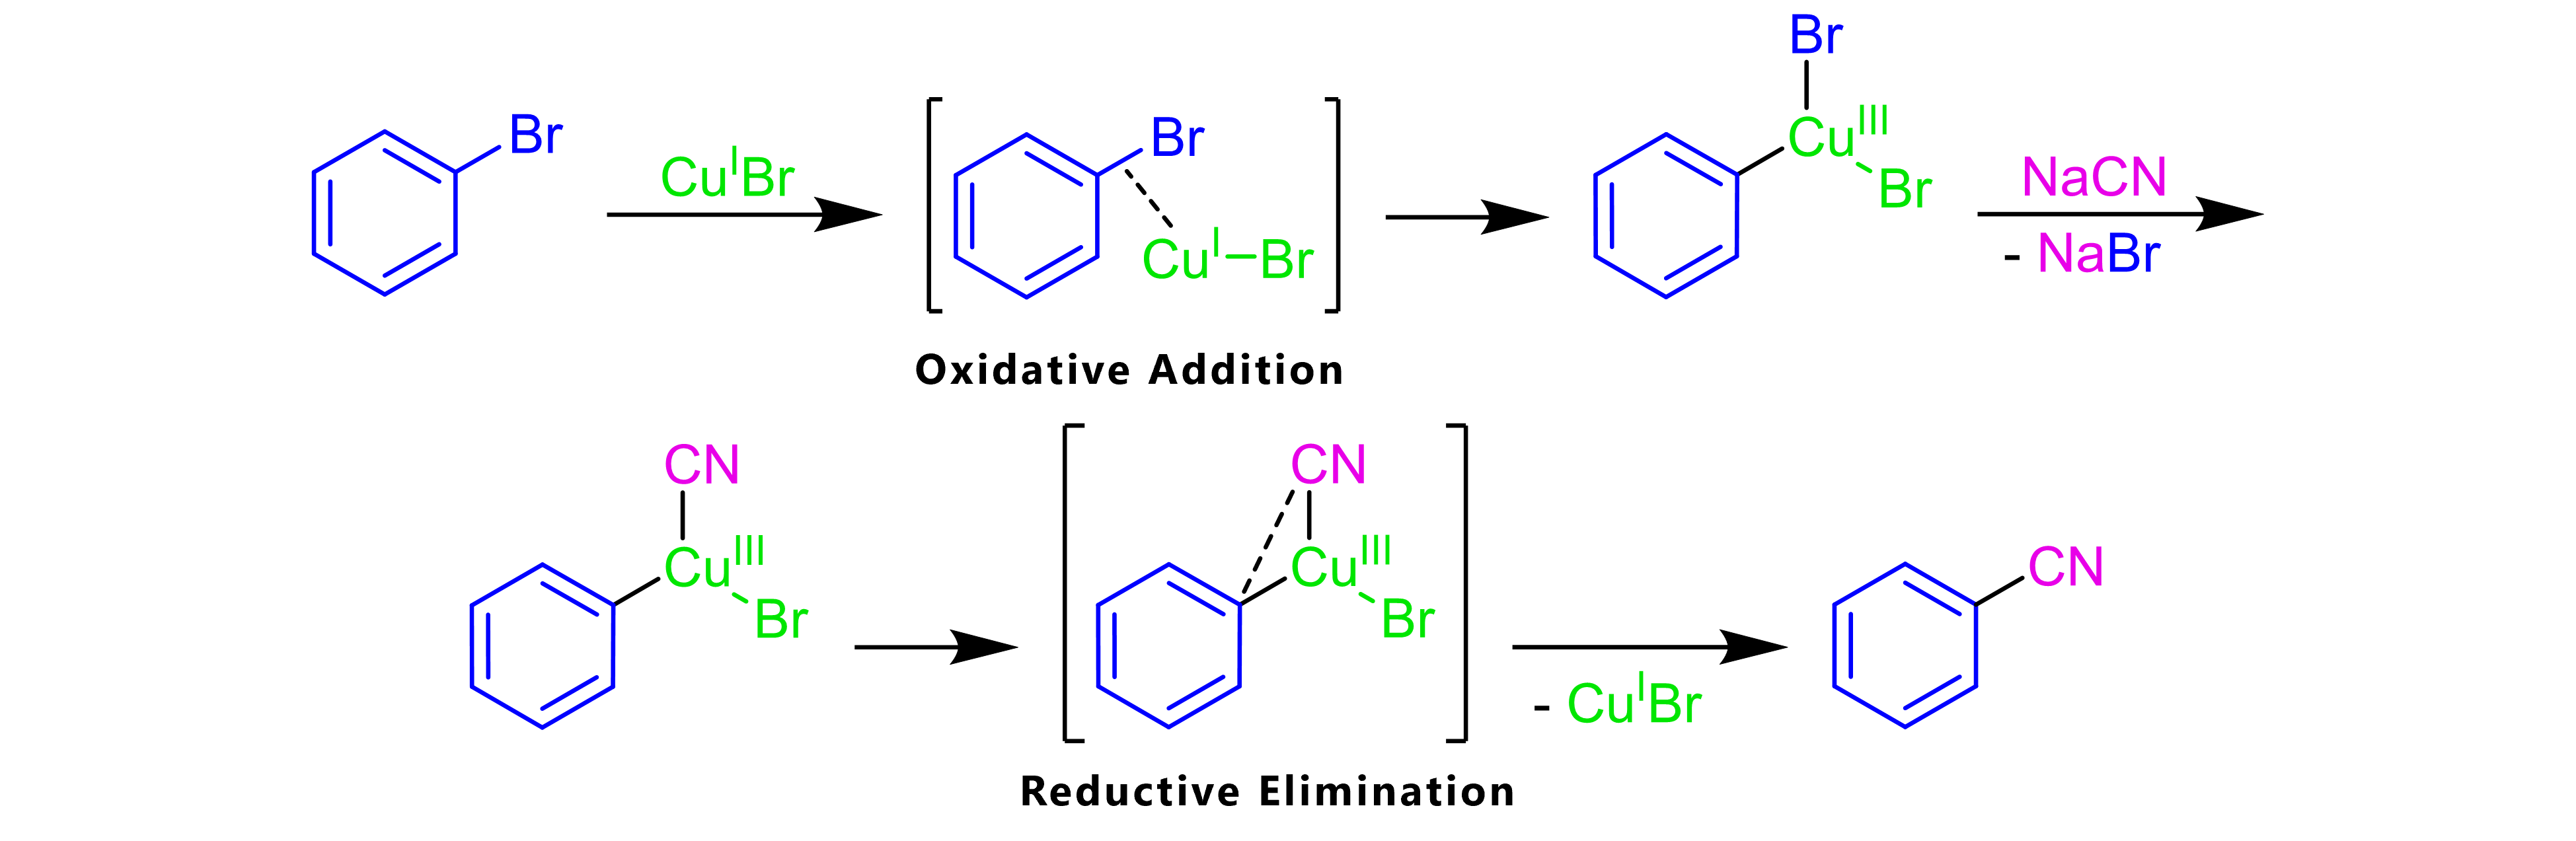 Br
Cu^I Br
Br
Cu^I–Br
Oxidative Addition
Br
Cu^III
Br
NaCN
- NaBr
CN
Cu^III
Br
CN
Cu^III
Br
Reductive Elimination
- Cu^I Br
CN